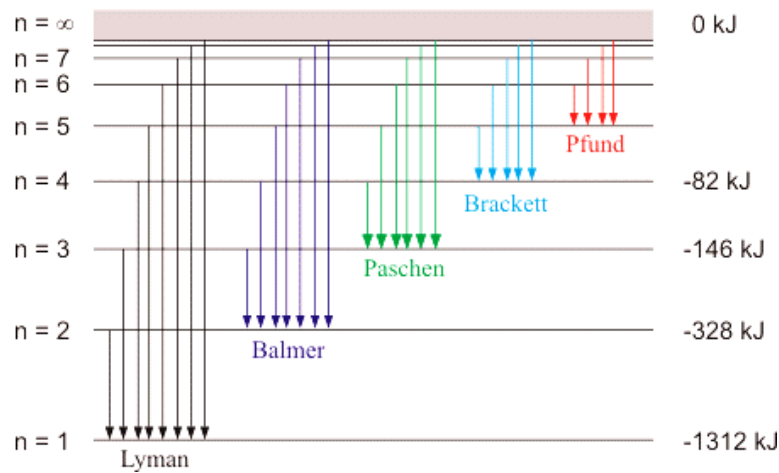 n = ∞ 0 kJ
n = 7
n = 6
n = 5
Pfund
n = 4 -82 kJ
Brackett
n = 3 -146 kJ
Paschen
n = 2 -328 kJ
Balmer
n = 1 -1312 kJ
Lyman